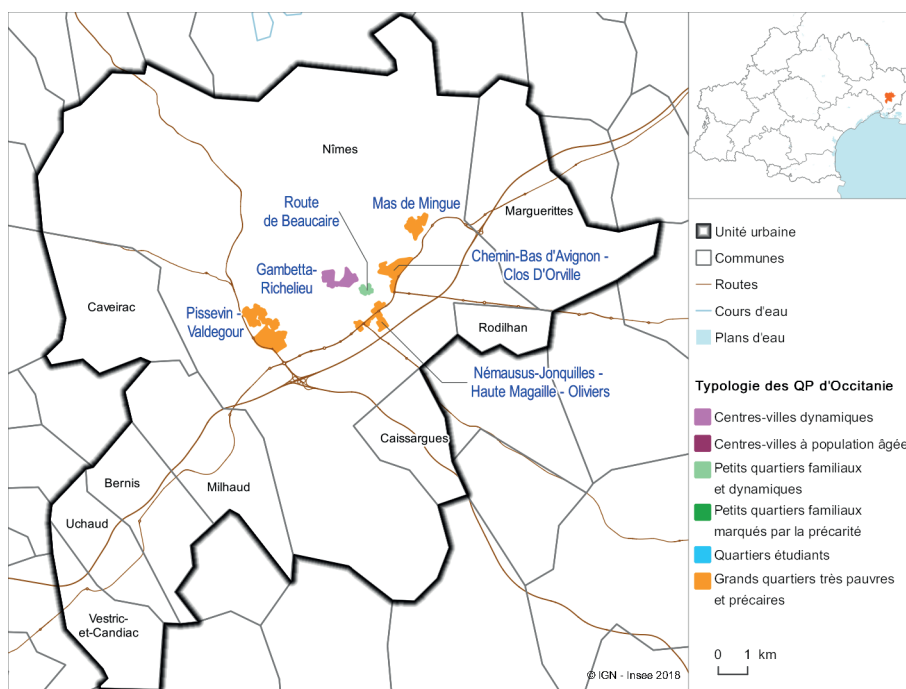 Nîmes
Route
de Beaucaire
Mas de Mingue
Marguerittes
Gambetta-
Richelieu
Chemin-Bas d'Avignon -
Clos D'Orville
Caveirac
Pissevin -
Valdegour
Rodilhan
Némausus-Jonquilles -
Haute Magaille - Oliviers
Caissargues
Bernis
Milhaud
Uchaud
Vestric-
et-Candiac
© IGN - Insee 2018
Unité urbaine
Communes
Routes
Cours d'eau
Plans d'eau
Typologie des QP d'Occitanie
Centres-villes dynamiques
Centres-villes à population âgée
Petits quartiers familiaux
et dynamiques
Petits quartiers familiaux
marqués par la précarité
Quartiers étudiants
Grands quartiers très pauvres
et précaires
0 1 km